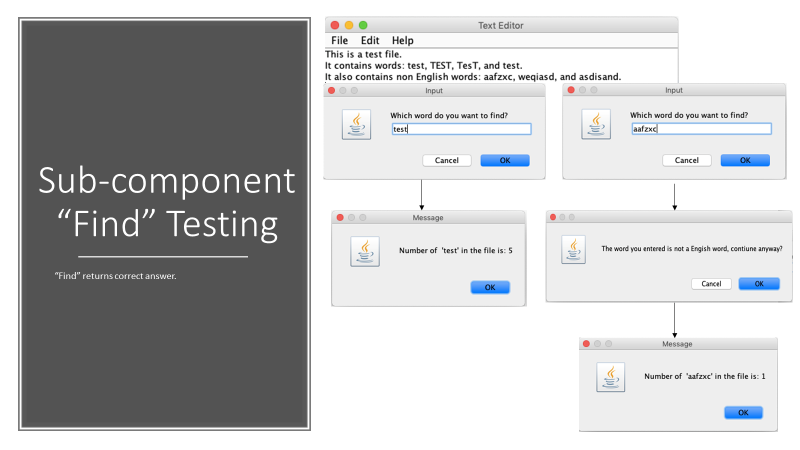 Sub-component
“Find” Testing
“Find” returns correct answer.
Text Editor
File Edit Help
This is a test file.
It contains words: test, TEST, TesT, and test.
It also contains non English words: aafzxc, weqiasd, and asdisand.
Input
Which word do you want to find?
test
Cancel OK
Input
Which word do you want to find?
aafzxc
Cancel OK
Message
Number of 'test' in the file is: 5
OK
The word you entered is not a Engish word, contiune anyway?
Cancel OK
Message
Number of 'aafzxc' in the file is: 1
OK